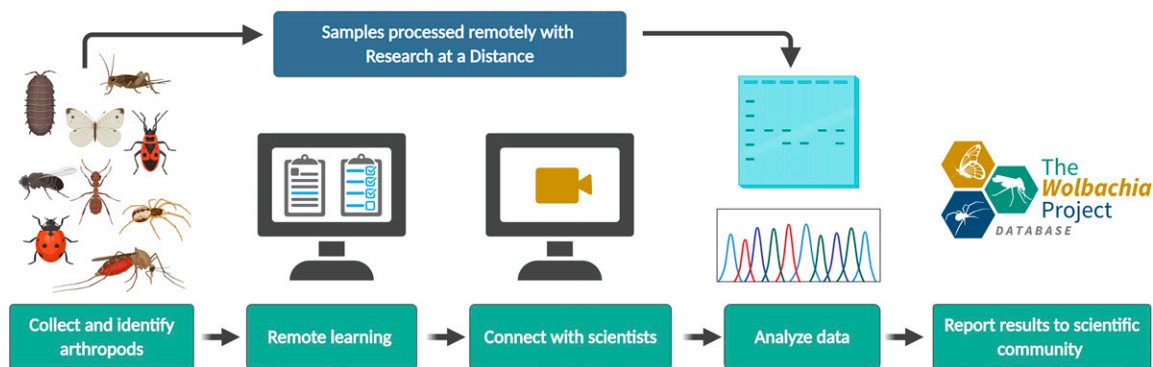 Samples processed remotely with
Research at a Distance
The
Wolbachia
Project
DATABASE
Collect and identify
arthropods
Remote learning
Connect with scientists
Analyze data
Report results to scientific
community